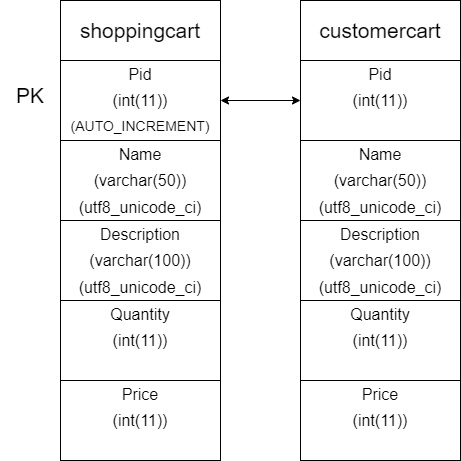 shoppingcart
PK
Pid
(int(11))
(AUTO_INCREMENT)
Name
(varchar(50))
(utf8_unicode_ci)
Description
(varchar(100))
(utf8_unicode_ci)
Quantity
(int(11))
Price
(int(11))
customercart
Pid
(int(11))
Name
(varchar(50))
(utf8_unicode_ci)
Description
(varchar(100))
(utf8_unicode_ci)
Quantity
(int(11))
Price
(int(11))